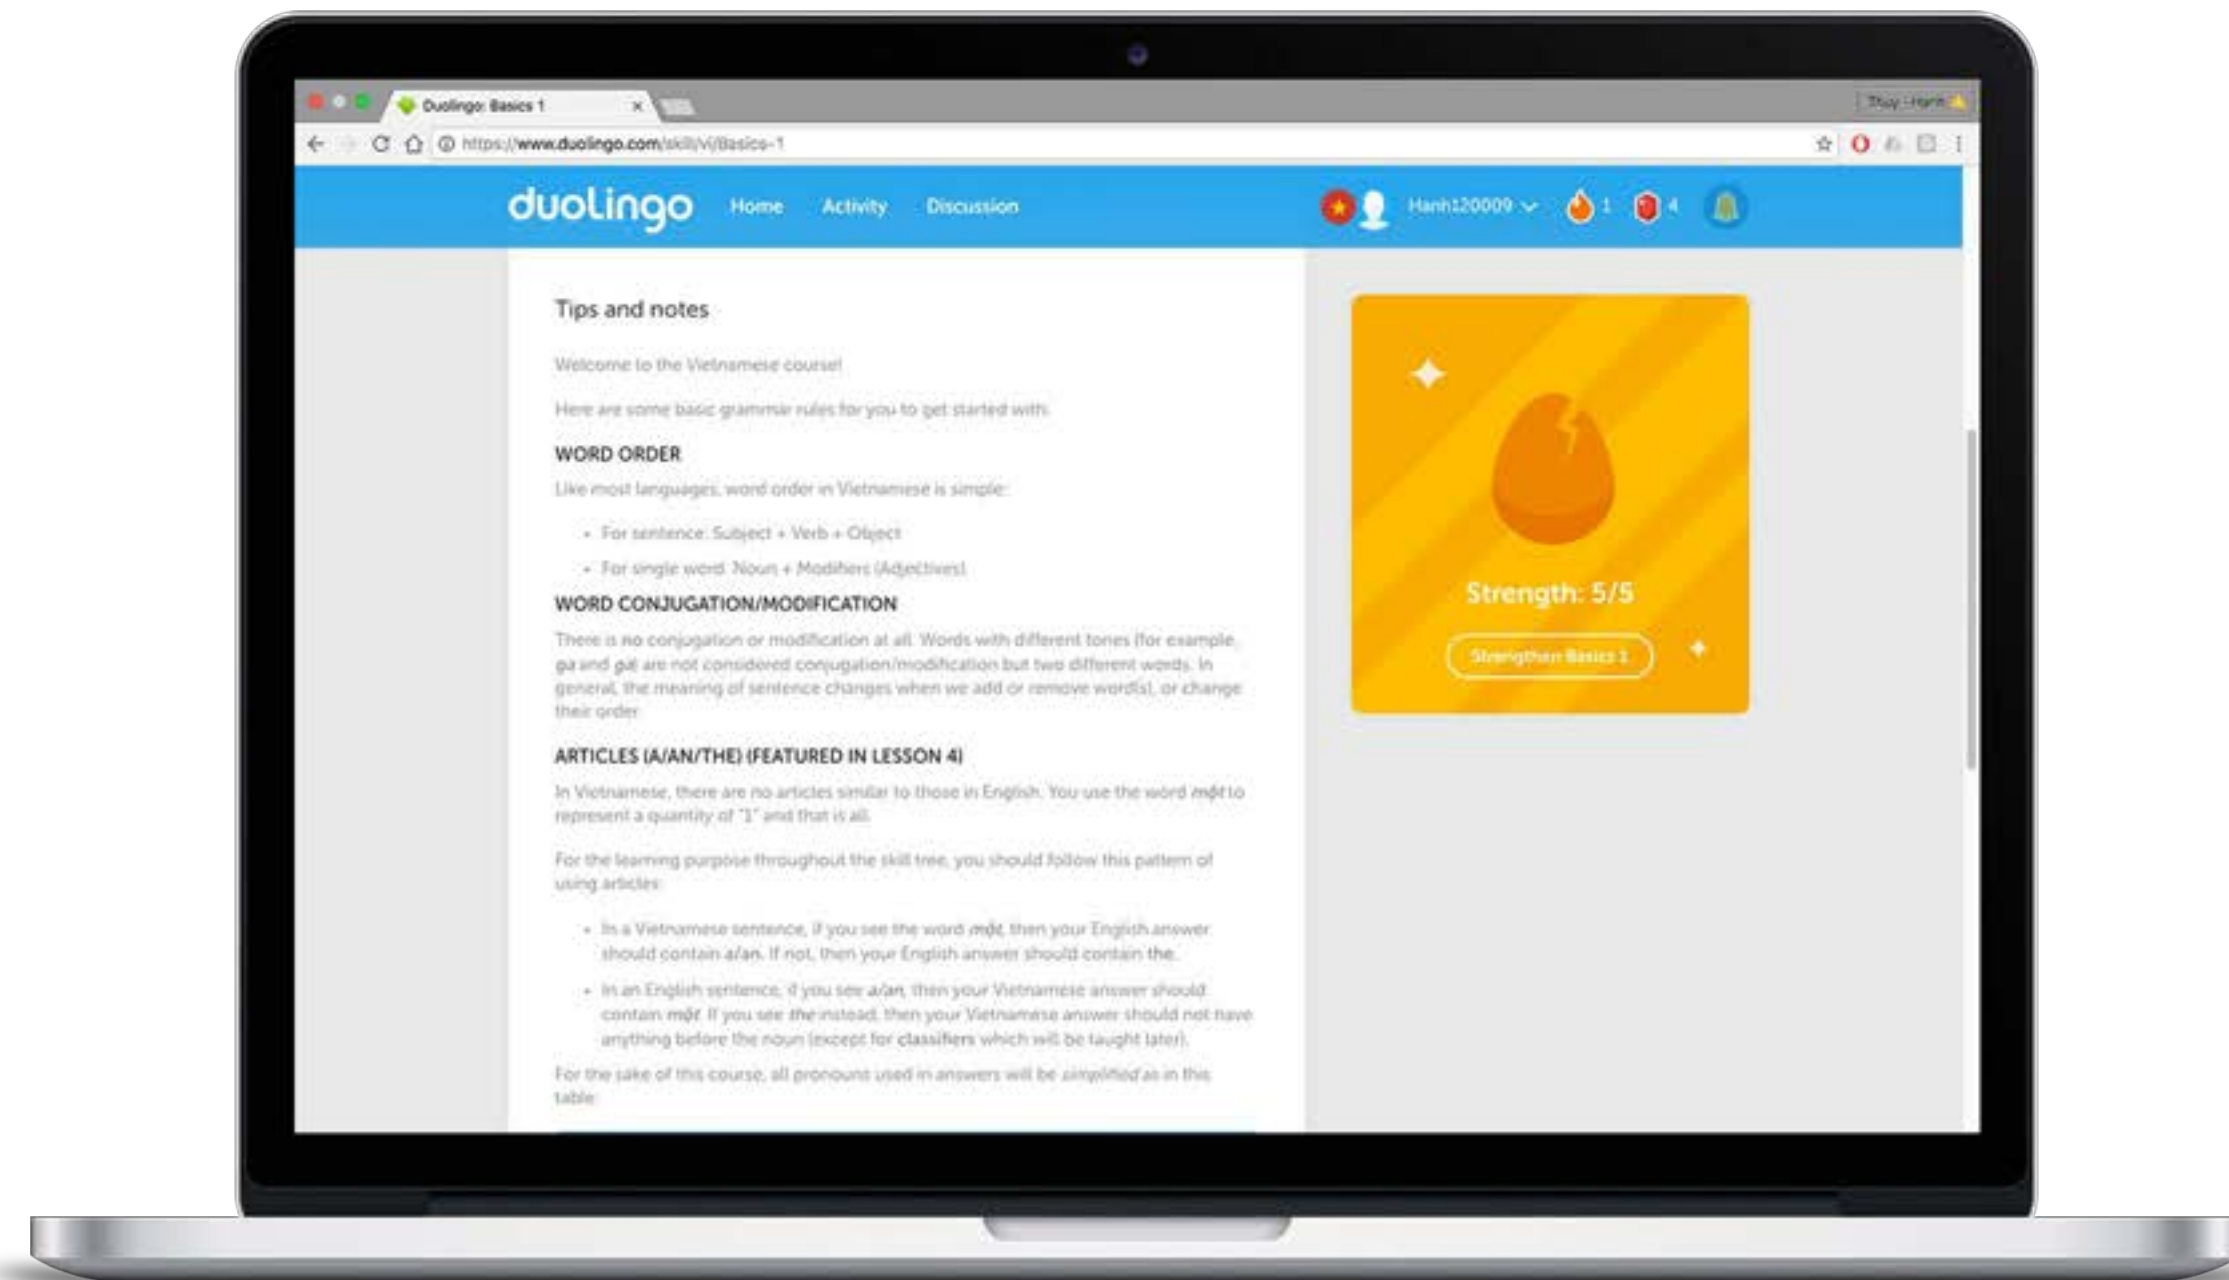 Duolingo: Basics 1
Thuy-Hanh
https://www.duolingo.com/skill/vi/Basics-1
duolingo Home Activity Discussion Hanh120009 1 4
Tips and notes
Welcome to the Vietnamese course!
Here are some basic grammar rules for you to get started with:
WORD ORDER
Like most languages, word order in Vietnamese is simple:
• For sentence: Subject + Verb + Object
• For single word: Noun + Modifiers (Adjectives)
WORD CONJUGATION/MODIFICATION
There is no conjugation or modification at all. Words with different tones (for example,
and are not considered conjugation/modification but two different words. In
general, the meaning of sentence changes when we add or remove word(s), or change
their order.
ARTICLES (A/AN/THE) (FEATURED IN LESSON 4)
In Vietnamese, there are no articles similar to those in English. You use the word một to
represent a quantity of "1" and that is all.
For the learning purpose throughout the skill tree, you should follow this pattern of
using articles:
• In a Vietnamese sentence, if you see the word một, then your English answer
should contain a/an. If not, then your English answer should contain the.
• In an English sentence, if you see a/an, then your Vietnamese answer should
contain một. If you see the instead, then your Vietnamese answer should not have
anything before the noun (except for classifiers which will be taught later).
For the sake of this course, all pronouns used in answers will be simplified as in this
table:
Strength: 5/5
Strengthen Basics 1